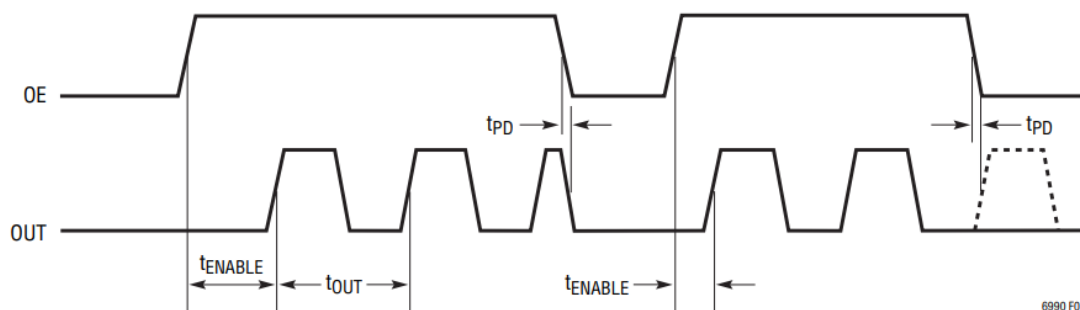 OE
tPD
tPD
OUT
tENABLE
tOUT
tENABLE
6990 F0